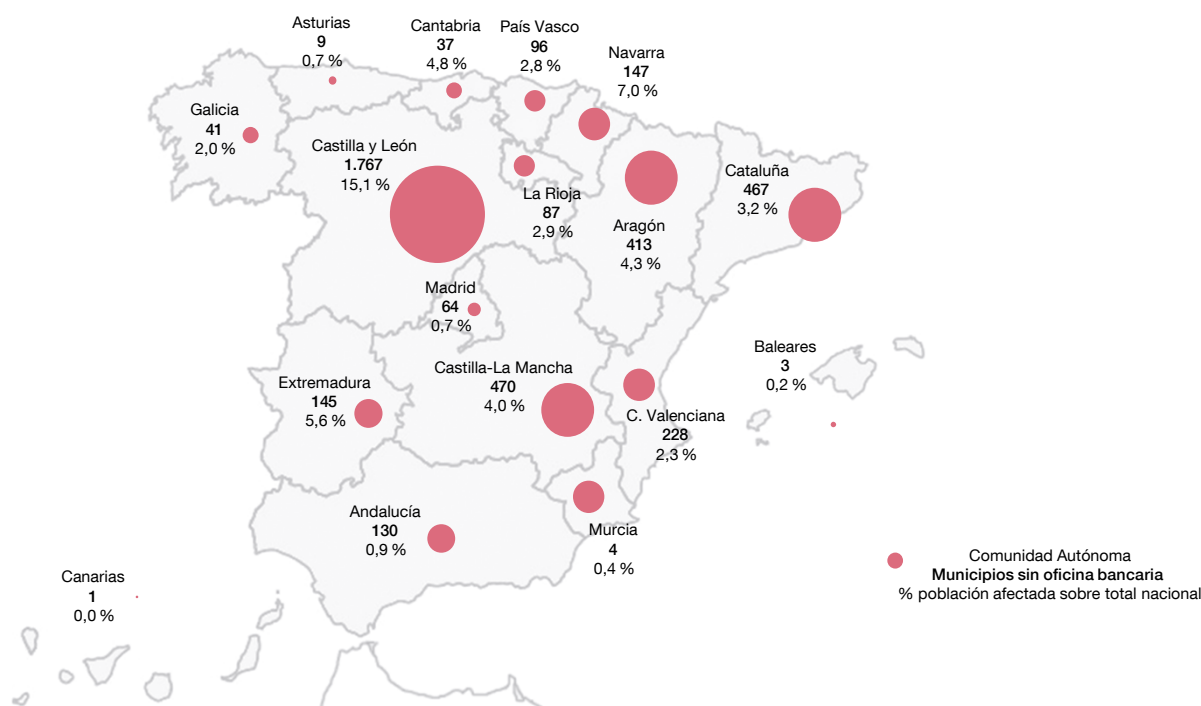 Asturias
9
0,7 %
Cantabria
37
4,8 %
País Vasco
96
2,8 %
Navarra
147
7,0 %
Galicia
41
2,0 %
Castilla y León
1.767
15,1 %
La Rioja
87
2,9 %
Aragón
413
4,3 %
Cataluña
467
3,2 %
Madrid
64
0,7 %
Baleares
3
0,2 %
Extremadura
145
5,6 %
Castilla-La Mancha
470
4,0 %
C. Valenciana
228
2,3 %
Andalucía
130
0,9 %
Murcia
4
0,4 %
Canarias
1
0,0 %
Comunidad Autónoma
Municipios sin oficina bancaria
% población afectada sobre total nacional